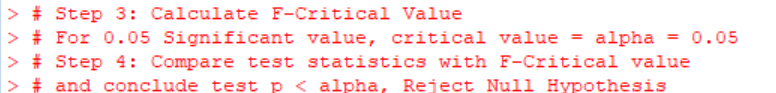 > # Step 3: Calculate F-Critical Value
> # For 0.05 Significant value, critical value = alpha = 0.05
> # Step 4: Compare test statistics with F-Critical value
> # and conclude test p < alpha, Reject Null Hypothesis